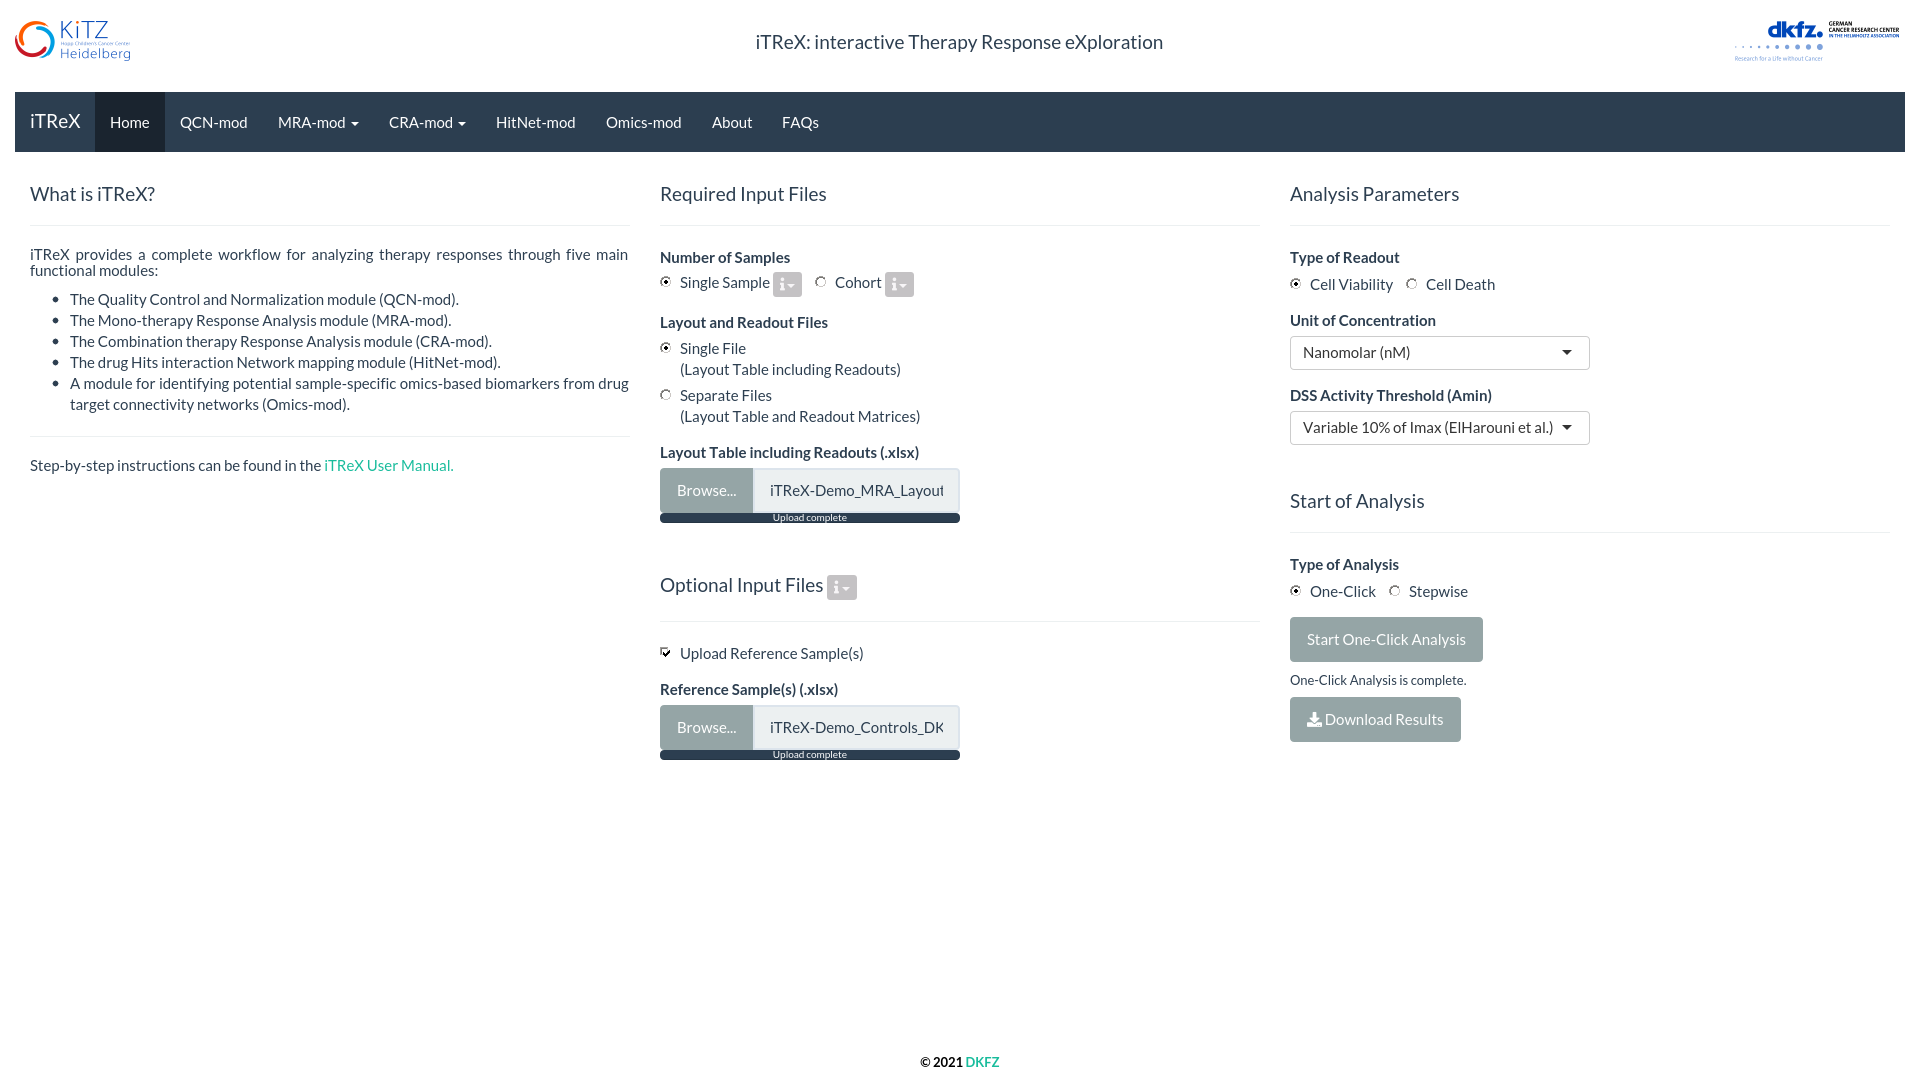 KiTZ
Hopp Children's Cancer Center
Heidelberg
iTReX: interactive Therapy Response eXploration
dkfz.
GERMAN
CANCER RESEARCH CENTER
IN THE HELMHOLTZ ASSOCIATION
Research for a Life without Cancer
iTReX Home QCN-mod MRA-mod CRA-mod HitNet-mod Omics-mod About FAQs
What is iTReX?
iTReX provides a complete workflow for analyzing therapy responses through five main
functional modules:
• The Quality Control and Normalization module (QCN-mod).
• The Mono-therapy Response Analysis module (MRA-mod).
• The Combination therapy Response Analysis module (CRA-mod).
• The drug Hits interaction Network mapping module (HitNet-mod).
• A module for identifying potential sample-specific omics-based biomarkers from drug
target connectivity networks (Omics-mod).
Step-by-step instructions can be found in the iTReX User Manual.
Required Input Files
Number of Samples
Single Sample Cohort
Layout and Readout Files
Single File
(Layout Table including Readouts)
Separate Files
(Layout Table and Readout Matrices)
Layout Table including Readouts (.xlsx)
Browse... iTReX-Demo_MRA_Layout
Upload complete
Optional Input Files
Upload Reference Sample(s)
Reference Sample(s) (.xlsx)
Browse... iTReX-Demo_Controls_DK
Upload complete
Analysis Parameters
Type of Readout
Cell Viability Cell Death
Unit of Concentration
Nanomolar (nM)
DSS Activity Threshold (Amin)
Variable 10% of Imax (ElHarouni et al.)
Start of Analysis
Type of Analysis
One-Click Stepwise
Start One-Click Analysis
One-Click Analysis is complete.
Download Results
© 2021 DKFZ